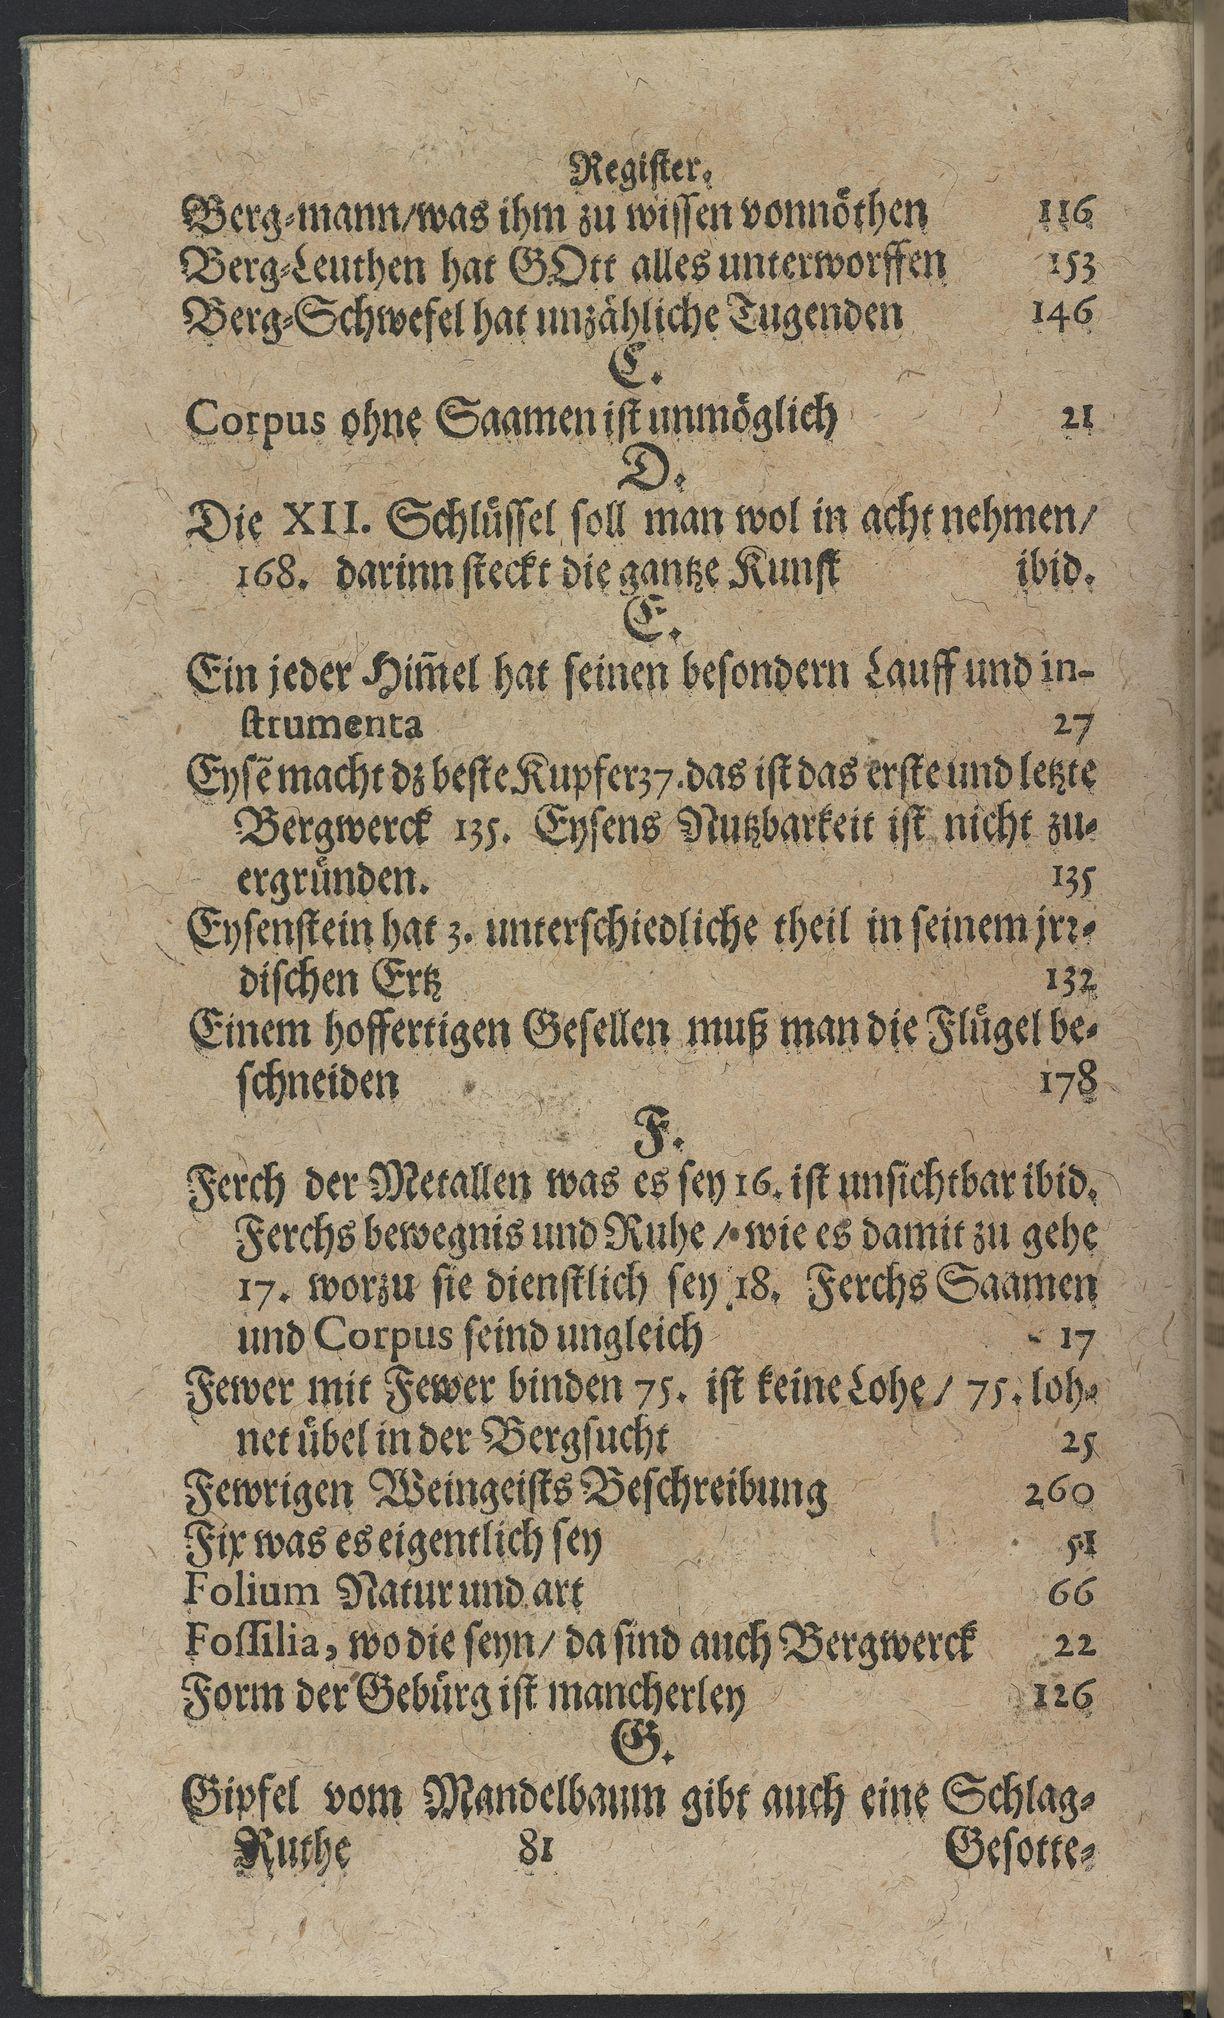 Register.
Berg-mann/was ihm zu wissen vonnöthen 116
Berg-Leuthen hat GOtt alles unterworffen 153
Berg-Schwefel hat unzähliche Tugenden 146
C.
Corpus ohne Saamen ist unmöglich 21
D.
Die XII. Schlüssel soll man wol in acht nehmen/
168. darinn steckt die gantze Kunst ibid.
E.
Ein jeder Him̃el hat seinen besondern Lauff und in-
strumenta 27
Eysẽ macht dz beste Kupfer 37. das ist das erste und letzte
Bergwerck 135. Eysens Nutzbarkeit ist nicht zu-
ergründen. 135
Eysenstein hat 3. unterschiedliche theil in seinem jrr-
dischen Ertz 132
Einem hoffertigen Gesellen muß man die Flügel be-
schneiden 178
F.
Ferch der Metallen was es sey 16. ist unsichtbar ibid.
Ferchs bewegnis und Ruhe / wie es damit zu gehe
17. worzu sie dienstlich sey 18. Ferchs Saamen
und Corpus seind ungleich 17
Fewer mit Fewer binden 75. ist keine Lohe / 75. loh-
net übel in der Bergsucht 25
Fewrigen Weingeists Beschreibung 260
Fix was es eigentlich sey 51
Folium Natur und art 66
Fossilia, wo die seyn/ da sind auch Bergwerck 22
Form der Gebürg ist mancherley 126
G.
Gipfel vom Mandelbaum gibt auch eine Schlag-
Ruthe 81 Gesotte-